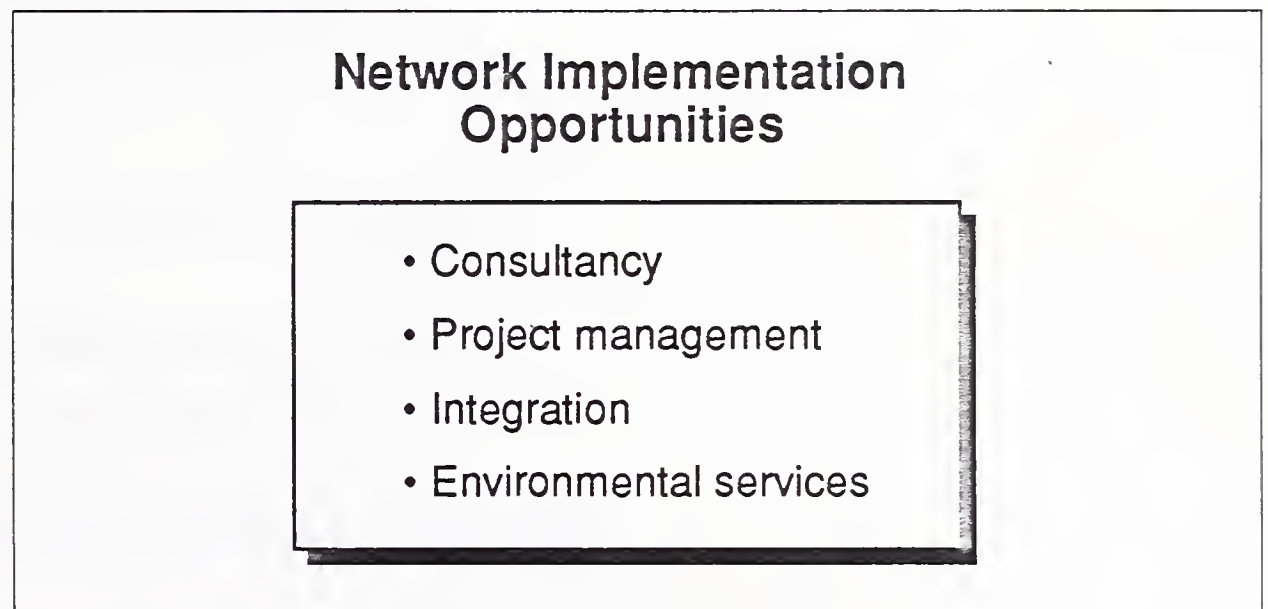 Network Implementation
Opportunities
• Consultancy
• Project management
• Integration
• Environmental services